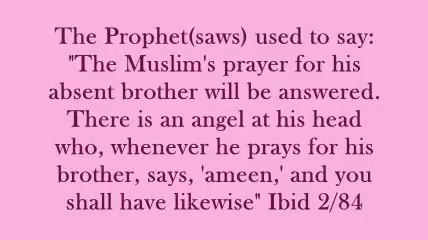 The Prophet(saws) used to say:
"The Muslim's prayer for his
absent brother will be answered.
There is an angel at his head
who, whenever he prays for his
brother, says, 'ameen,' and you
shall have likewise" Ibid 2/84